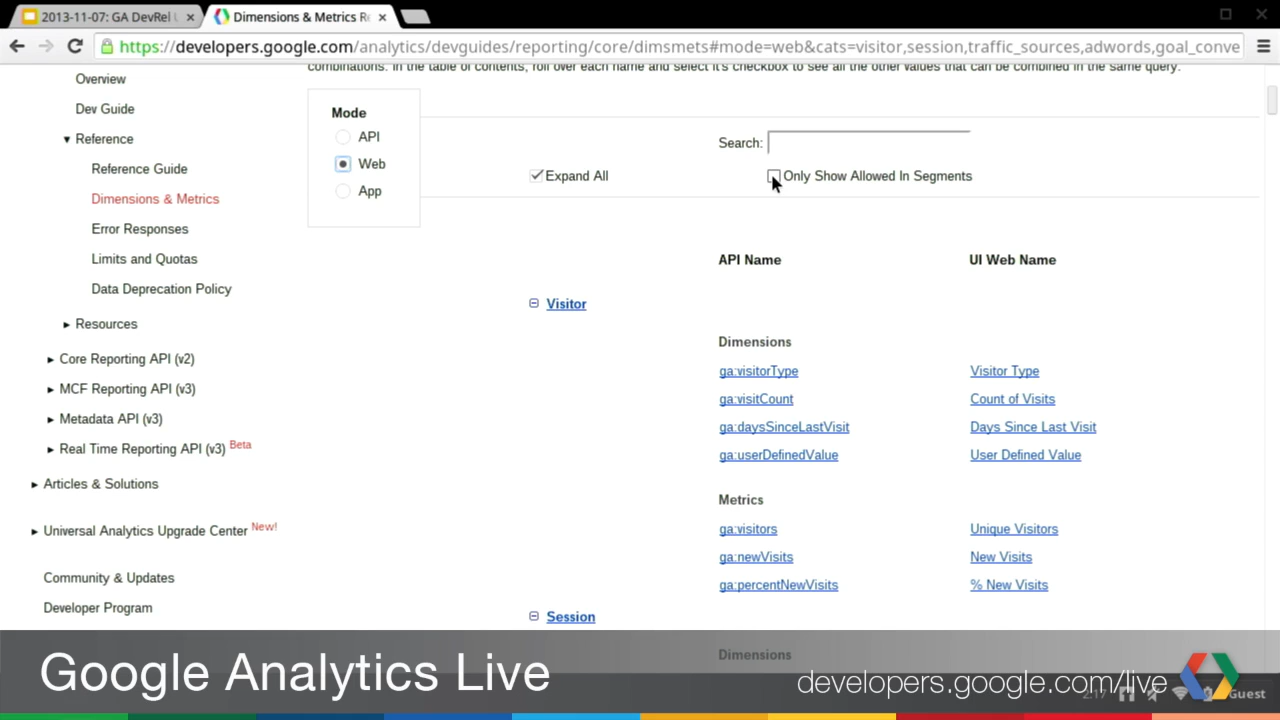 2013-11-07: GA DevRel
Dimensions & Metrics Re
https://developers.google.com/analytics/devguides/reporting/core/dimsmets#mode=web&cats=visitor,session,traffic_sources,adwords,goal_conve
combinations. In the table of contents, roll over each name and select it's checkbox to see all the other values that can be combined in the same query.
Overview
Dev Guide
Reference
Reference Guide
Dimensions & Metrics
Error Responses
Limits and Quotas
Data Deprecation Policy
Resources
Core Reporting API (v2)
MCF Reporting API (v3)
Metadata API (v3)
Real Time Reporting API (v3) Beta
Articles & Solutions
Universal Analytics Upgrade Center New!
Community & Updates
Developer Program
Mode
API
Web
App
Search:
Expand All
Only Show Allowed In Segments
API Name
UI Web Name
Visitor
Dimensions
ga:visitorType
Visitor Type
ga:visitCount
Count of Visits
ga:daysSinceLastVisit
Days Since Last Visit
ga:userDefinedValue
User Defined Value
Metrics
ga:visitors
Unique Visitors
ga:newVisits
New Visits
ga:percentNewVisits
% New Visits
Session
Dimensions
Google Analytics Live
developers.google.com/live
2:17
Guest